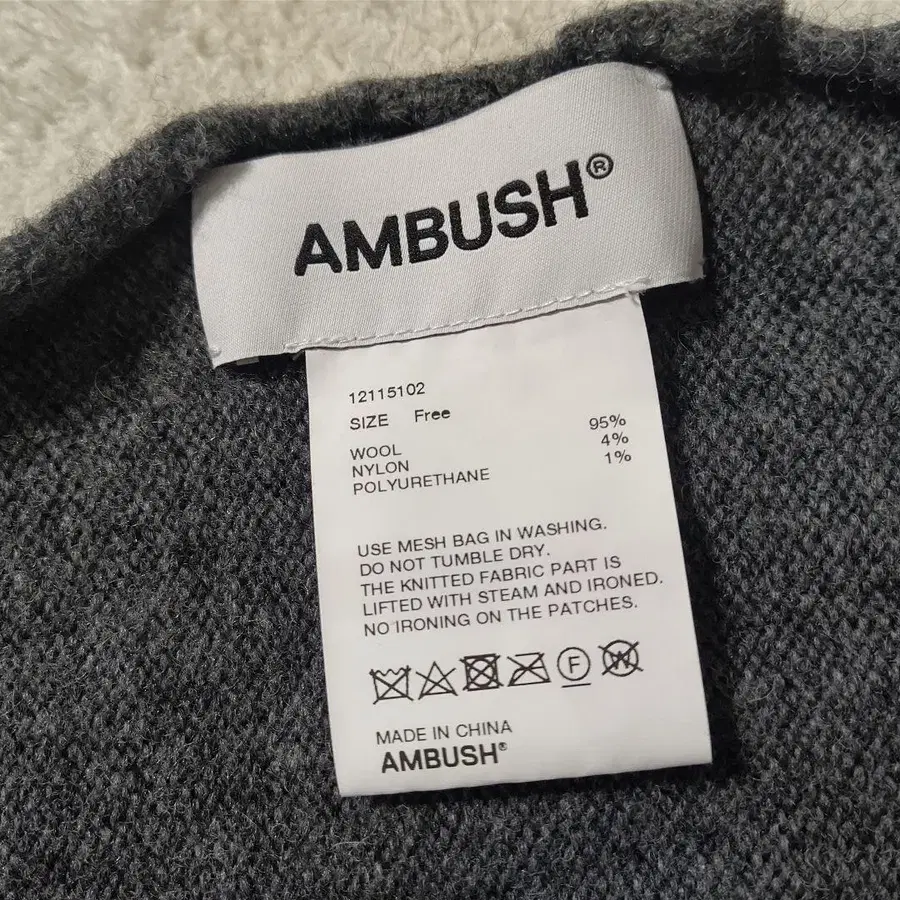 AMBUSH®
12115102
SIZE Free
WOOL 95%
NYLON 4%
POLYURETHANE 1%
USE MESH BAG IN WASHING.
DO NOT TUMBLE DRY.
THE KNITTED FABRIC PART IS
LIFTED WITH STEAM AND IRONED.
NO IRONING ON THE PATCHES.
F W
MADE IN CHINA
AMBUSH®